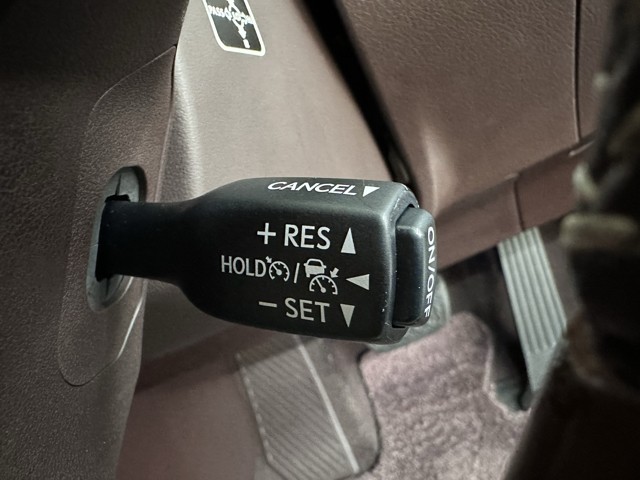 CANCEL
+ RES
HOLD /
- SET
ON/OFF